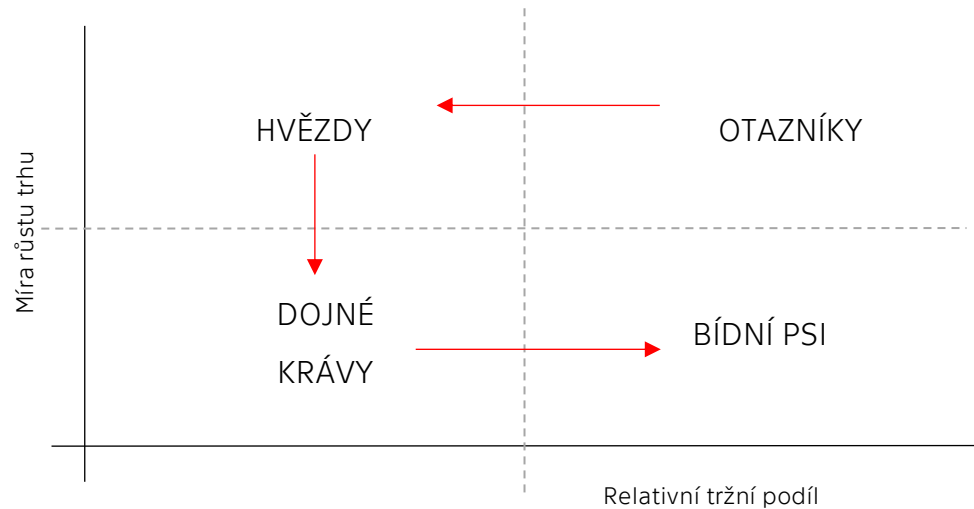 HVĚZDY
OTAZNÍKY
Míra růstu trhu
DOJNÉ
KRÁVY
BÍDNÍ PSI
Relativní tržní podíl